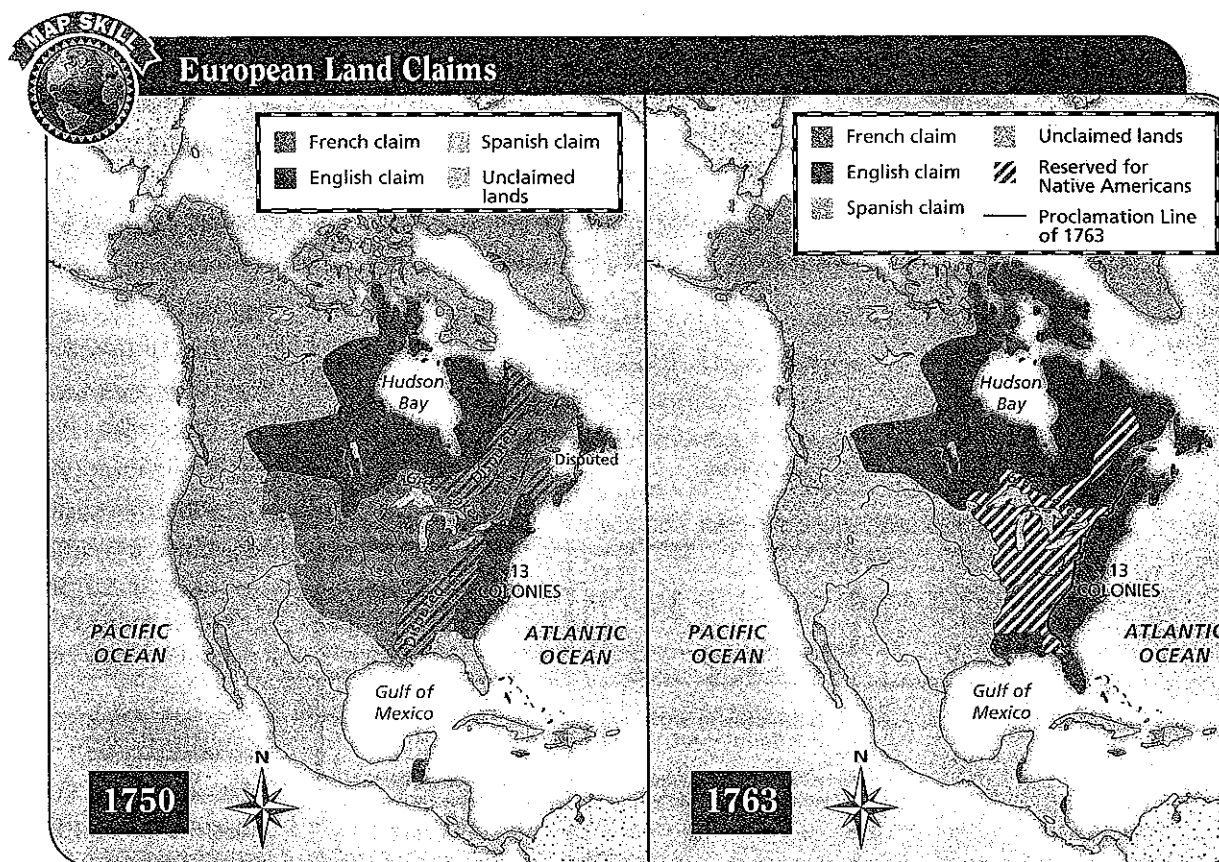 MAP SKILL
European Land Claims
French claim
English claim
Spanish claim
Unclaimed
lands
Hudson
Bay
Disputed
Disputed
Disputed
13
COLONIES
PACIFIC
OCEAN
ATLANTIC
OCEAN
Gulf of
Mexico
N
1750
French claim
English claim
Spanish claim
Unclaimed lands
Reserved for
Native Americans
Proclamation Line
of 1763
Hudson
Bay
13
COLONIES
PACIFIC
OCEAN
ATLANTIC
OCEAN
Gulf of
Mexico
N
1763